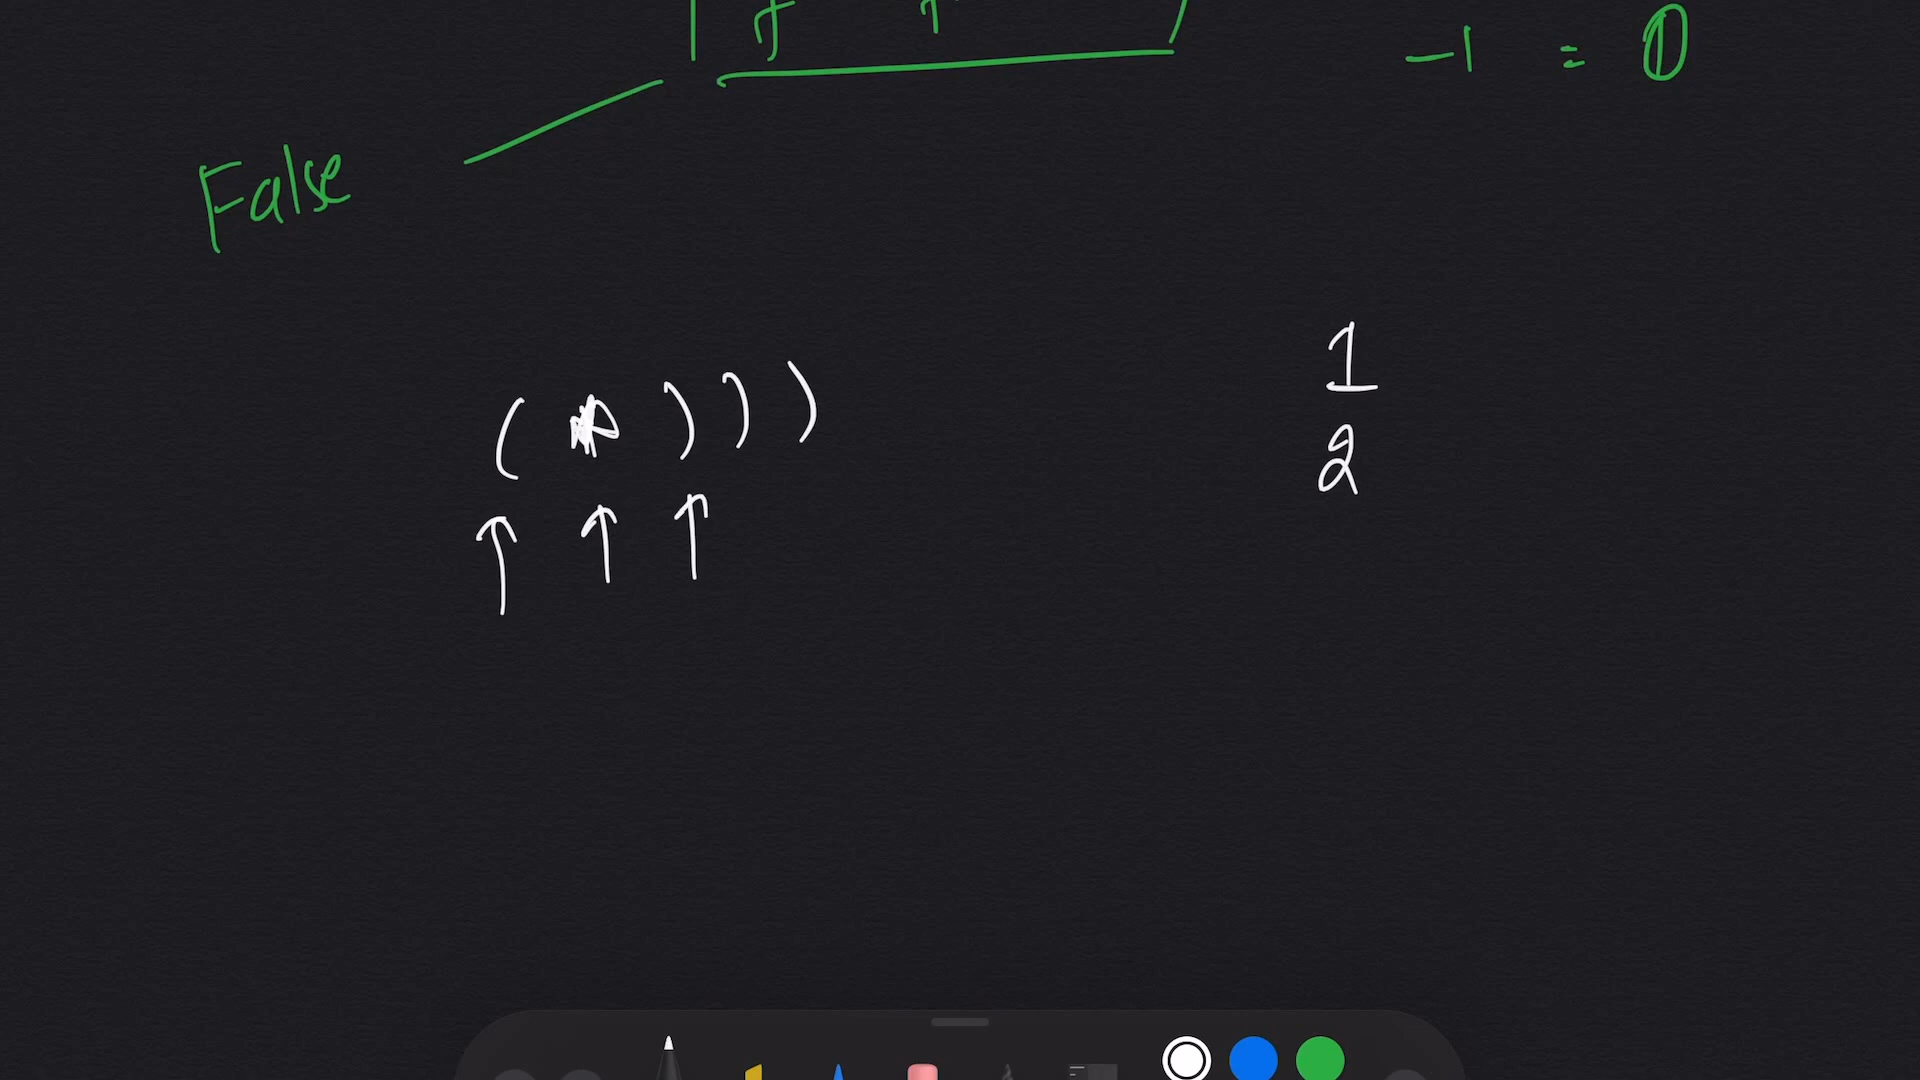 -1 = 0
False
( * ) ) )
1
2